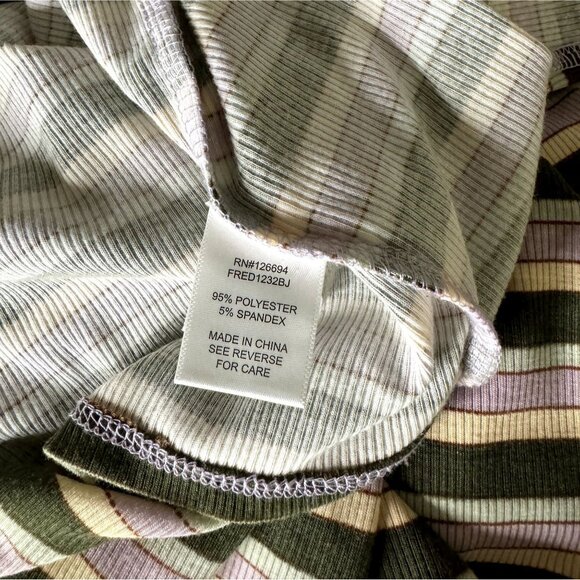 RN#126694
FRED1232BJ
95% POLYESTER
5% SPANDEX
MADE IN CHINA
SEE REVERSE
FOR CARE